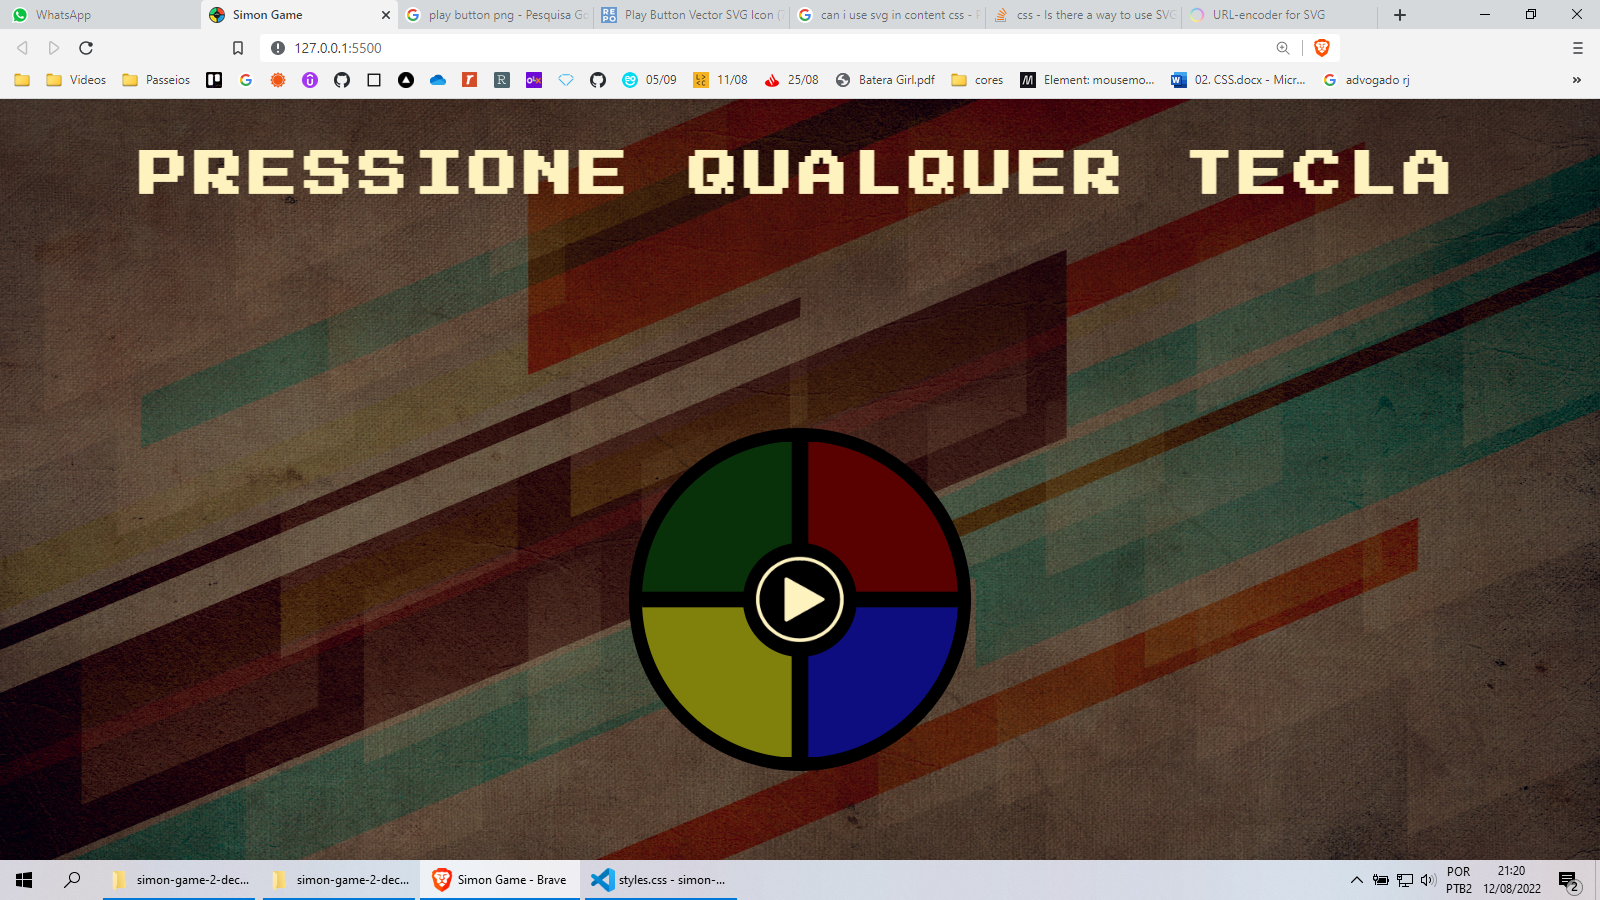 WhatsApp
Simon Game
play button png - Pesquisa Go
Play Button Vector SVG Icon (
can i use svg in content css - P
css - Is there a way to use SVG
URL-encoder for SVG
127.0.0.1:5500
Videos
Passeios
05/09
11/08
25/08
Batera Girl.pdf
cores
Element: mousemo...
02. CSS.docx - Micr...
advogado rj
»
PRESSIONE QUALQUER TECLA
simon-game-2-dec...
simon-game-2-dec...
Simon Game - Brave
styles.css - simon-...
POR
PTB2
21:20
12/08/2022
2